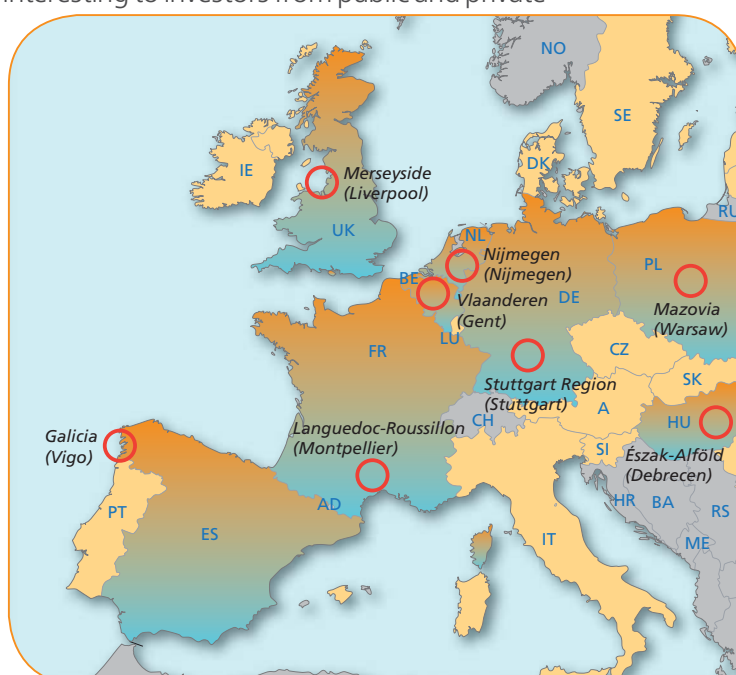 interesting to investors from public and private
NO
SE
IE
DK
RU
Merseyside
(Liverpool)
UK
NL
Nijmegen
(Nijmegen)
PL
BE
DE
Vlaanderen
(Gent)
Mazovia
(Warsaw)
LU
FR
CZ
SK
Stuttgart Region
(Stuttgart)
A
CH
HU
Galicia
(Vigo)
Languedoc-Roussillon
(Montpellier)
SI
Észak-Alföld
(Debrecen)
HR
BA
RS
AD
PT
ES
IT
ME